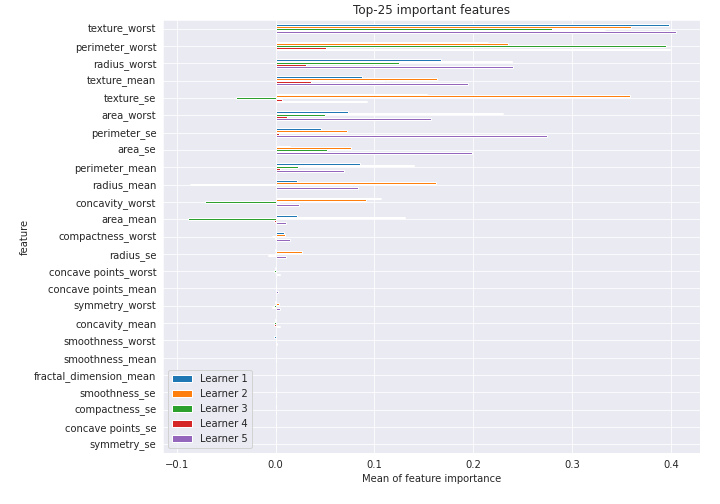 Top-25 important features
texture_worst
perimeter_worst
radius_worst
texture_mean
texture_se
area_worst
perimeter_se
area_se
perimeter_mean
radius_mean
concavity_worst
area_mean
compactness_worst
radius_se
concave points_worst
concave points_mean
symmetry_worst
concavity_mean
smoothness_worst
smoothness_mean
fractal_dimension_mean
smoothness_se
compactness_se
concave points_se
symmetry_se
feature
Learner 1
Learner 2
Learner 3
Learner 4
Learner 5
−0.1 0.0 0.1 0.2 0.3 0.4
Mean of feature importance